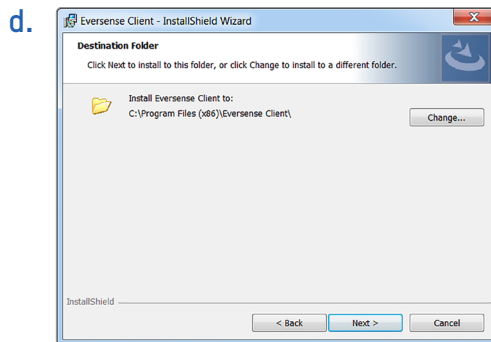 d.
Eversense Client - InstallShield Wizard
Destination Folder
Click Next to install to this folder, or click Change to install to a different folder.
Install Eversense Client to:
C:\Program Files (x86)\Eversense Client\
Change...
InstallShield
< Back Next > Cancel